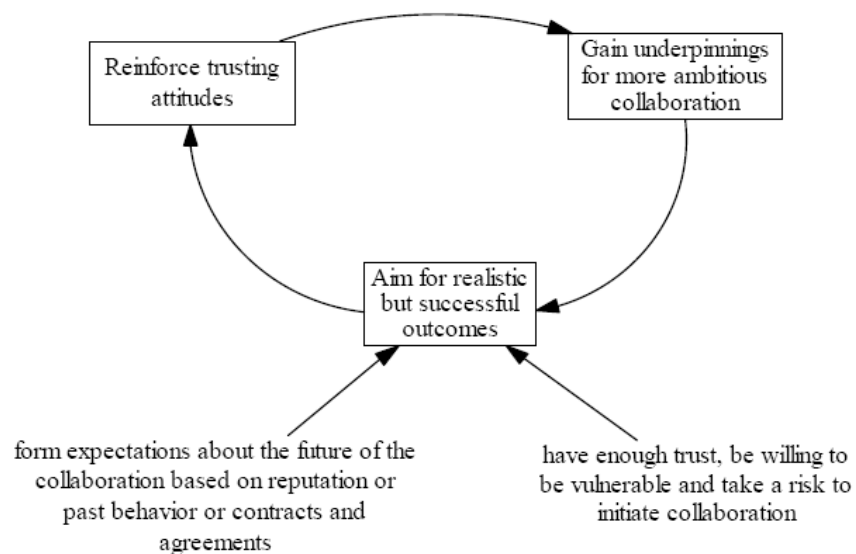 Reinforce trusting
attitudes
Gain underpinnings
for more ambitious
collaboration
Aim for realistic
but successful
outcomes
form expectations about the future of the
collaboration based on reputation or
past behavior or contracts and
agreements
have enough trust, be willing to
be vulnerable and take a risk to
initiate collaboration